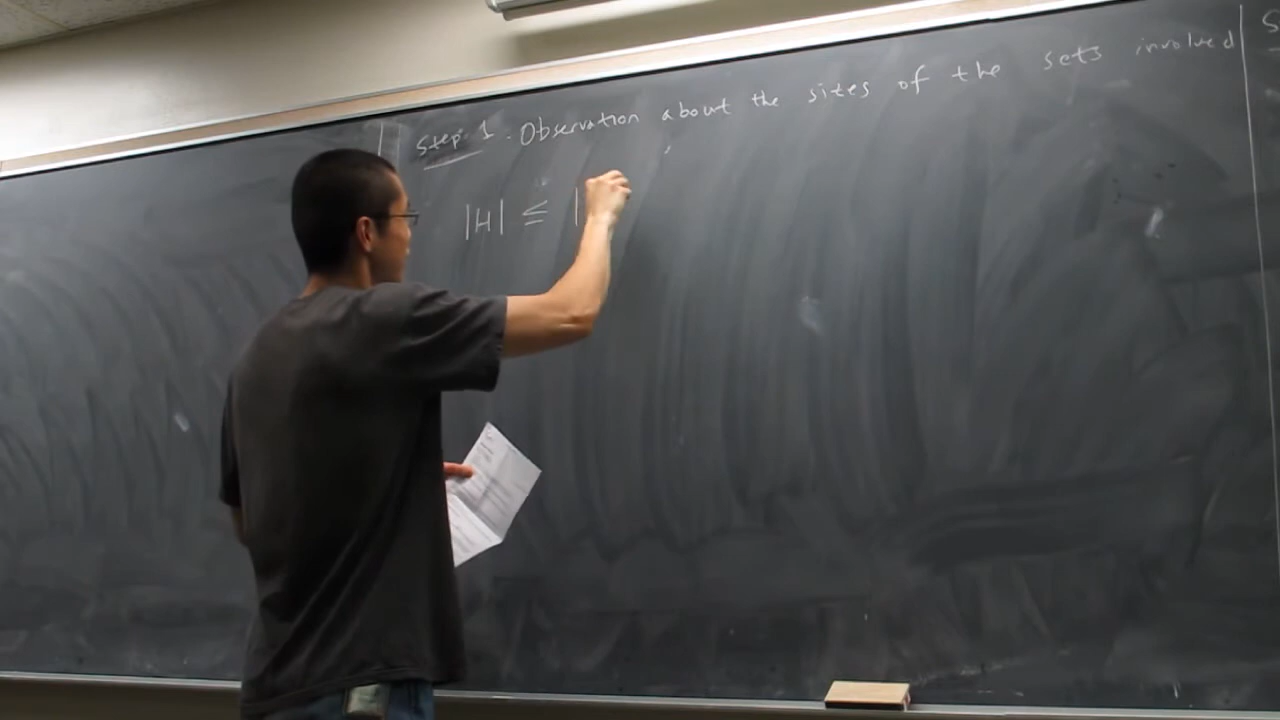 Step 1. Observation about the sizes of the sets involved
|H| ≤ |